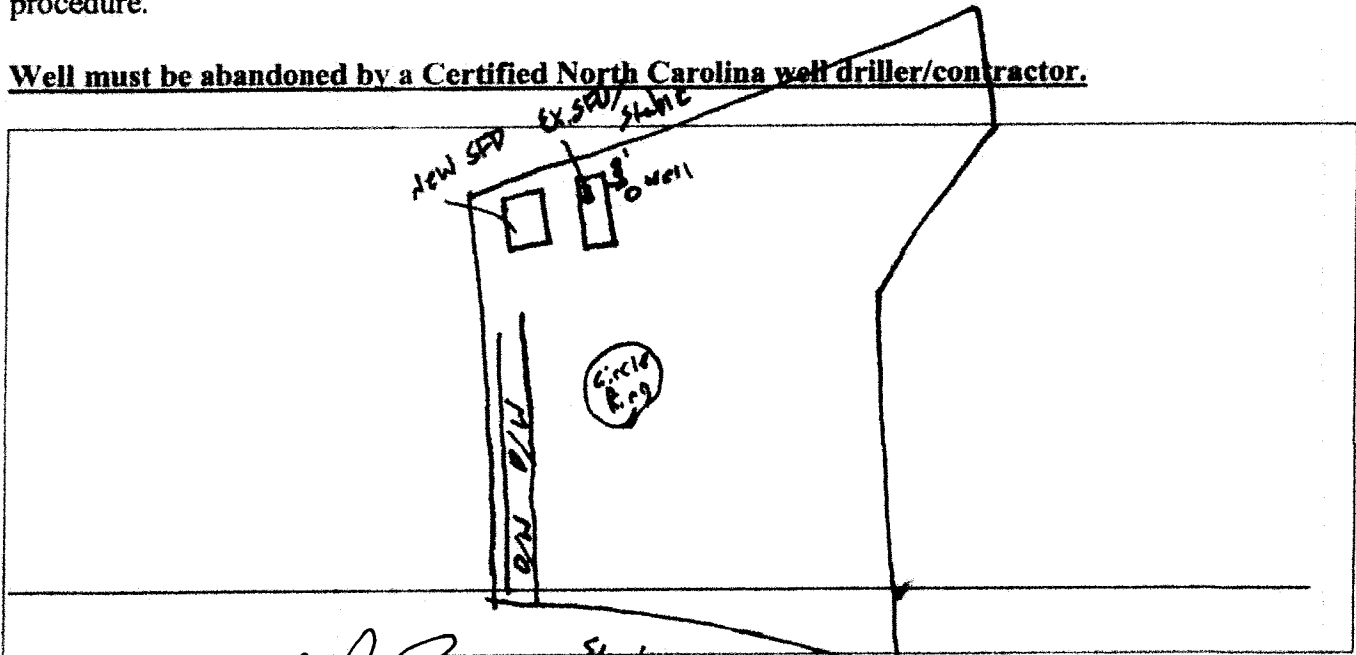 procedure.
Well must be abandoned by a Certified North Carolina well driller/contractor.
Ex. SFD/
Stable
New SFD
8'
well
Circle
Ring
D/W